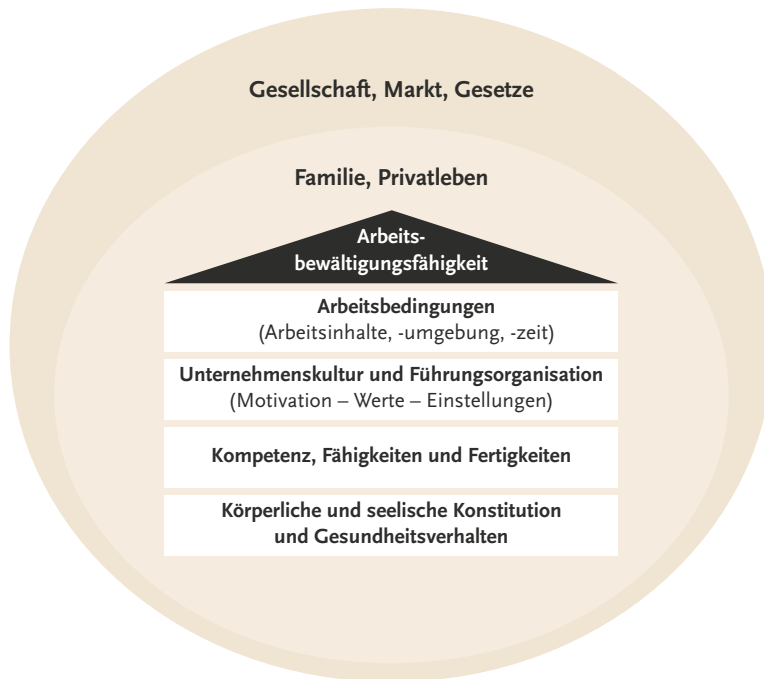 Gesellschaft, Markt, Gesetze
Familie, Privatleben
Arbeits-
bewältigungsfähigkeit
Arbeitsbedingungen
(Arbeitsinhalte, -umgebung, -zeit)
Unternehmenskultur und Führungsorganisation
(Motivation – Werte – Einstellungen)
Kompetenz, Fähigkeiten und Fertigkeiten
Körperliche und seelische Konstitution
und Gesundheitsverhalten